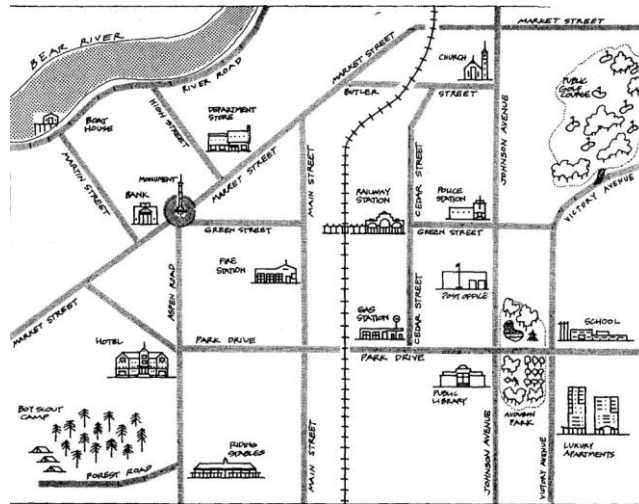 MARKET STREET
BEAR RIVER
RIVER ROAD
MARKET STREET
CHURCH
PUBLIC
GOLF
COURSE
BUTLER
STREET
HIGH STREET
DEPARTMENT
STORE
BOAT
HOUSE
JOHNSON AVENUE
MARTIN STREET
MARKET STREET
MONUMENT
BANK
MAIN STREET
RAILWAY
STATION
CEDAR STREET
POLICE
STATION
VICTORY AVENUE
GREEN STREET
GREEN STREET
FIRE
STATION
ASPEN ROAD
POST OFFICE
CEDAR STREET
GAS
STATION
SCHOOL
MARKET STREET
HOTEL
PARK DRIVE
PARK DRIVE
PUBLIC
LIBRARY
AUDUBON
PARK
BOY SCOUT
CAMP
RIDING
STABLES
MAIN STREET
JOHNSON AVENUE
VICTORY AVENUE
LUXURY
APARTMENTS
FOREST ROAD